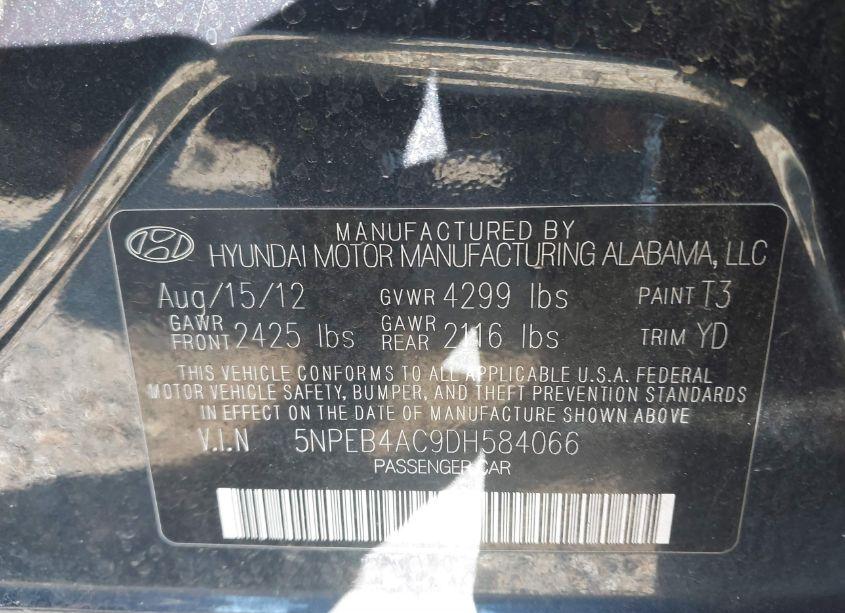 MANUFACTURED BY
HYUNDAI MOTOR MANUFACTURING ALABAMA, LLC
Aug/15/12 GVWR 4299 lbs PAINT T3
GAWR FRONT 2425 lbs GAWR REAR 2116 lbs TRIM YD
THIS VEHICLE CONFORMS TO ALL APPLICABLE U.S.A. FEDERAL
MOTOR VEHICLE SAFETY, BUMPER, AND THEFT PREVENTION STANDARDS
IN EFFECT ON THE DATE OF MANUFACTURE SHOWN ABOVE
V.I.N 5NPEB4AC9DH584066
PASSENGER CAR